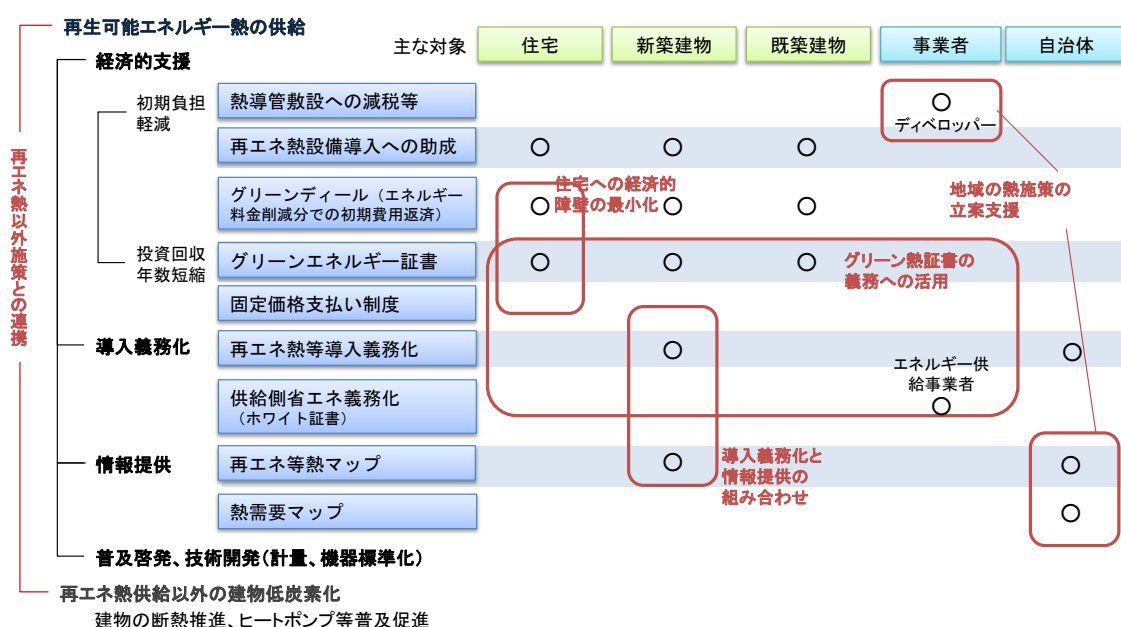 再生可能エネルギー熱の供給
主な対象
住宅
新築建物
既築建物
事業者
自治体
経済的支援
初期負担
軽減
熱導管敷設への減税等
○
ディベロッパー
再エネ熱設備導入への助成
○
○
○
再エネ熱以外施策との連携
住宅への経済的
障壁の最小化
地域の熱施策の
立案支援
グリーンディール（エネルギー
料金削減分での初期費用返済）
○
○
○
投資回収
年数短縮
グリーンエネルギー証書
○
○
○
グリーン熱証書の
義務への活用
固定価格支払い制度
導入義務化
再エネ熱等導入義務化
○
○
供給側省エネ義務化
（ホワイト証書）
エネルギー供
給事業者
○
情報提供
再エネ等熱マップ
○
○
導入義務化と
情報提供の
組み合わせ
熱需要マップ
○
普及啓発、技術開発（計量、機器標準化）
再エネ熱供給以外の建物低炭素化
建物の断熱推進、ヒートポンプ等普及促進